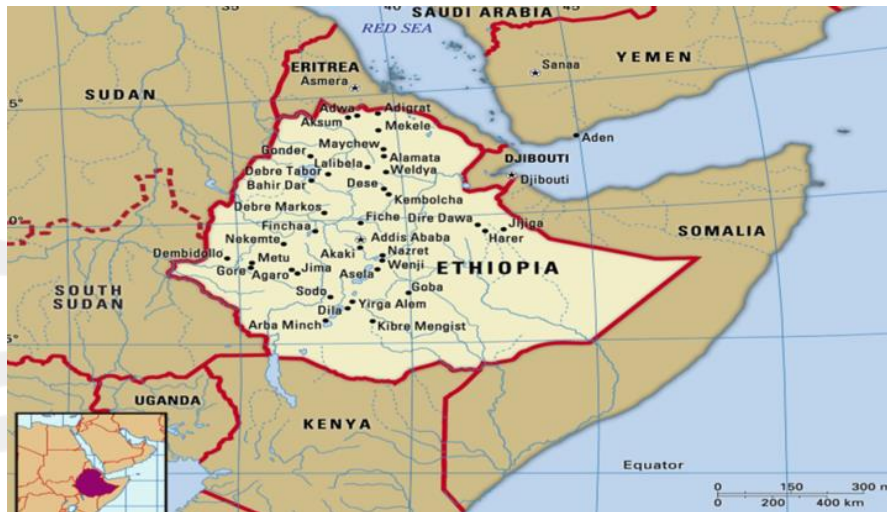 35
40
45
SAUDI ARABIA
RED SEA
YEMEN
Sanaa
ERITREA
Asmera
SUDAN
Adwa
Adigrat
Aksum
Mekele
Aden
Maychew
Gonder
Alamata
Lalibela
Weldya
DJIBOUTI
Debre Tabor
Djibouti
Bahir Dar
Dese
Kembolcha
Debre Markos
Fiche
Dire Dawa
Jijiga
Finchaa
Harer
SOMALIA
Nekemte
Addis Ababa
Dembidollo
Metu
Akaki
Nazret
Gore
Agaro
Jima
Asela
Wenji
ETHIOPIA
SOUTH
SUDAN
Sodo
Goba
Dila
Yirga Alem
Arba Minch
Kibre Mengist
UGANDA
KENYA
Equator
0
150
300 m
0
200
400 km